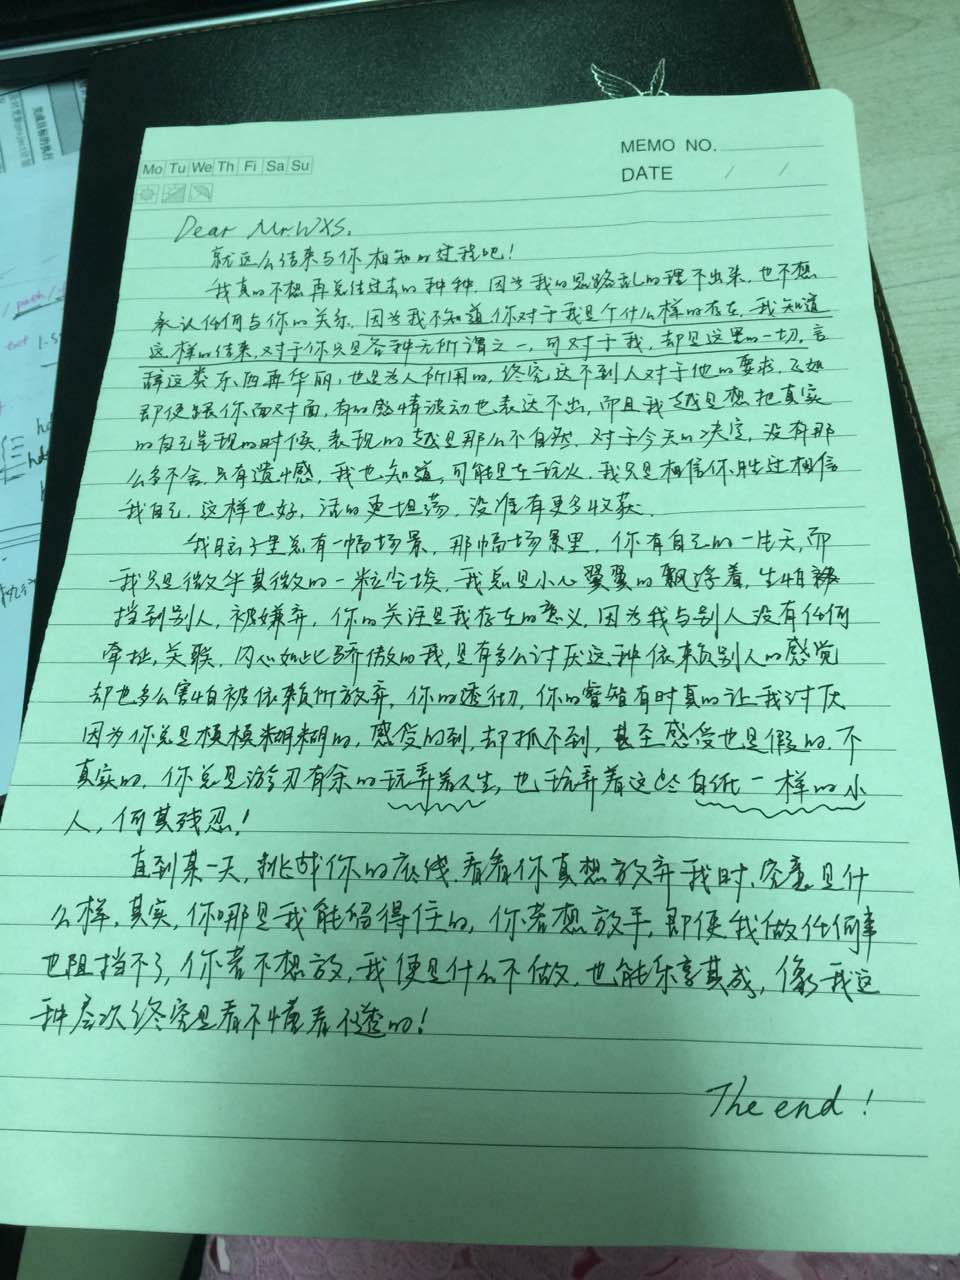 完成目标的执行
MEMO NO.
Mo Tu We Th Fi Sa Su
DATE / /
path
Dear Mr.WXS.
就这么结束与你相知的过程吧!
我真的不想再总结过去的种种,因为我的思路乱的理不出来,也不想
承认任何与你的关系,因为我不知道你对于我是个什么样的存在,我知道
这样的结束,对于你只是各种无所谓之一,可对于我,却是这里的一切,言
辞这类东西再华丽,也是为人所用的,终究达不到人对于他的要求,正如
即使跟你面对面,有的感情波动也表达不出,而且我越是想把真实
的自己呈现的时候,表现的越是那么不自然,对于今天的决定,没有那
么多不舍,只有遗憾,我也知道,可能是在玩火,我只是相信你胜过相信
我自己,这样也好,活的更坦荡,没准有更多收获.
我脑子里总有一幅场景,那幅场景里,你有自己的一片天,而
我只是微乎其微的一粒尘埃,我总是小心翼翼的飘浮着,生怕被
挡到别人,被嫌弃,你的关注是我存在的意义,因为我与别人没有任何
牵扯,关联,内心如此骄傲的我,是有多么讨厌这种依赖别人的感觉
却也多么害怕被依赖所放弃,你的透彻,你的睿智有时真的让我讨厌
因为你总是模模糊糊的,感受的到,却抓不到,甚至感受也是假的,不
真实的,你总是游刃有余的玩弄着人生,也玩弄着这些白纸一样的小
人,何其残忍!
直到某一天,挑战你的底线,看看你真想放弃我时,究竟是什
么样,其实,你哪是我能留得住的,你若想放手,即使我做任何事
也阻挡不了,你若不想放,我便是什么不做,也能乐享其成,像我这
种层次终究是看不懂看不透的!
The end!